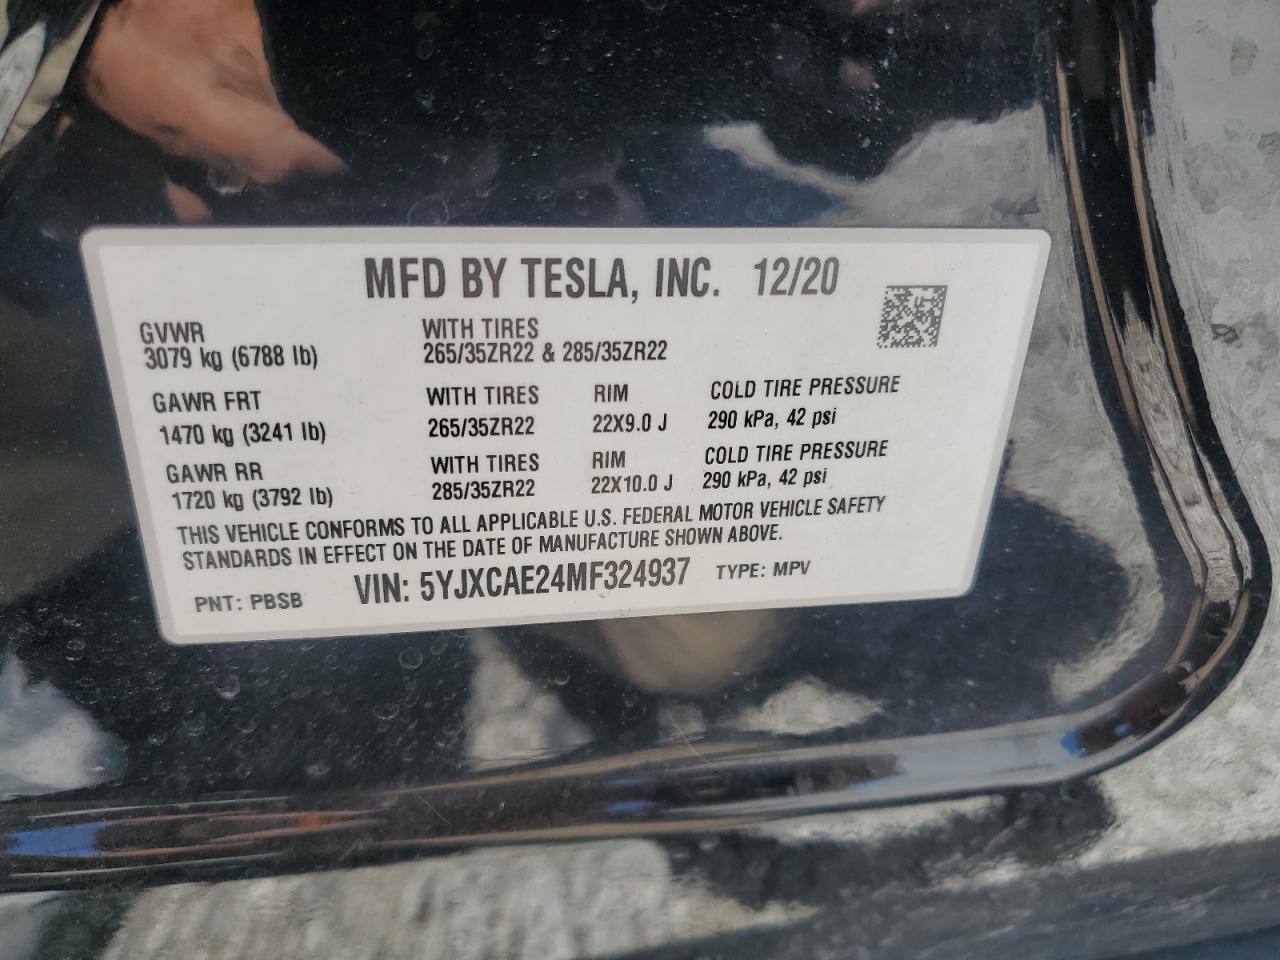 MFD BY TESLA, INC. 12/20
GVWR WITH TIRES
3079 kg (6788 lb) 265/35ZR22 & 285/35ZR22
GAWR FRT WITH TIRES RIM COLD TIRE PRESSURE
1470 kg (3241 lb) 265/35ZR22 22X9.0 J 290 kPa, 42 psi
GAWR RR WITH TIRES RIM COLD TIRE PRESSURE
1720 kg (3792 lb) 285/35ZR22 22X10.0 J 290 kPa, 42 psi
THIS VEHICLE CONFORMS TO ALL APPLICABLE U.S. FEDERAL MOTOR VEHICLE SAFETY
STANDARDS IN EFFECT ON THE DATE OF MANUFACTURE SHOWN ABOVE.
PNT: PBSB VIN: 5YJXCAE24MF324937 TYPE: MPV